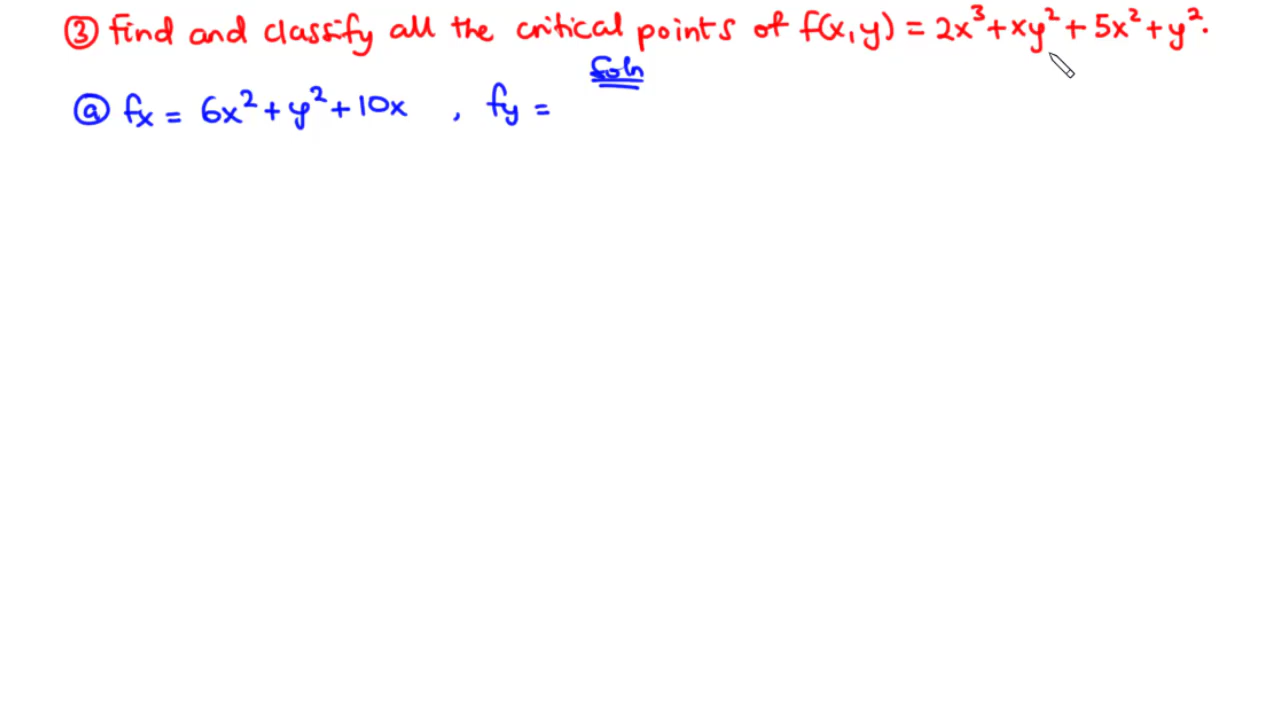 ③ Find and classify all the critical points of f(x,y) = 2x³ + xy² + 5x² + y².
Soln
ⓐ fx = 6x² + y² + 10x , fy =